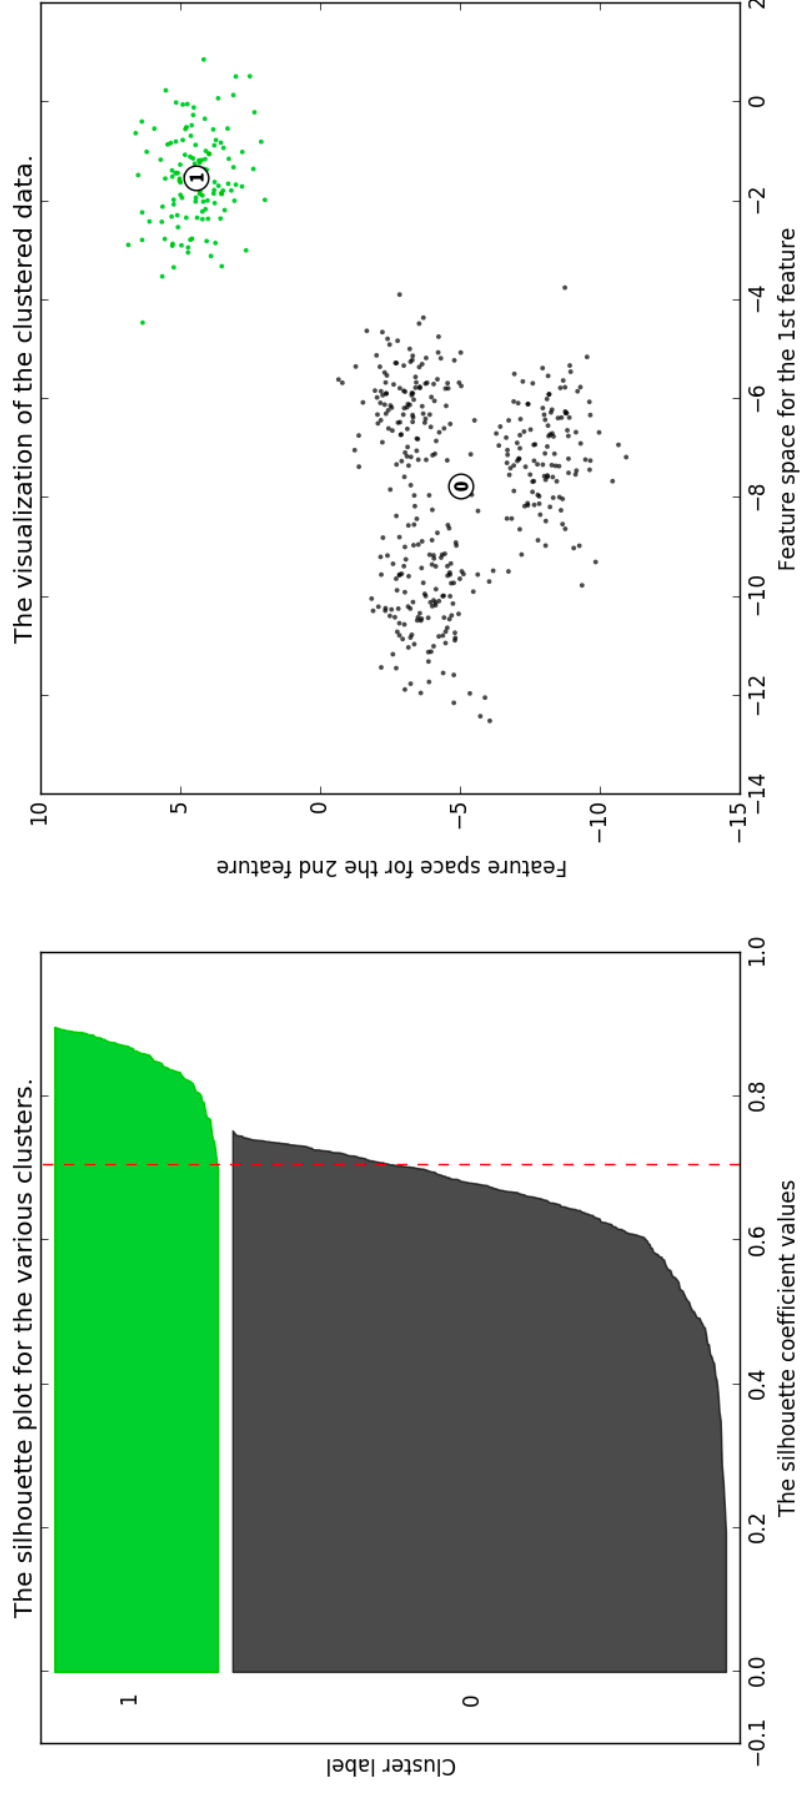 The silhouette plot for the various clusters.
Cluster label
1
0
−0.1 0.0 0.2 0.4 0.6 0.8 1.0
The silhouette coefficient values
The visualization of the clustered data.
Feature space for the 2nd feature
10
5
0
−5
−10
−15
1
0
−14 −12 −10 −8 −6 −4 −2 0 2
Feature space for the 1st feature